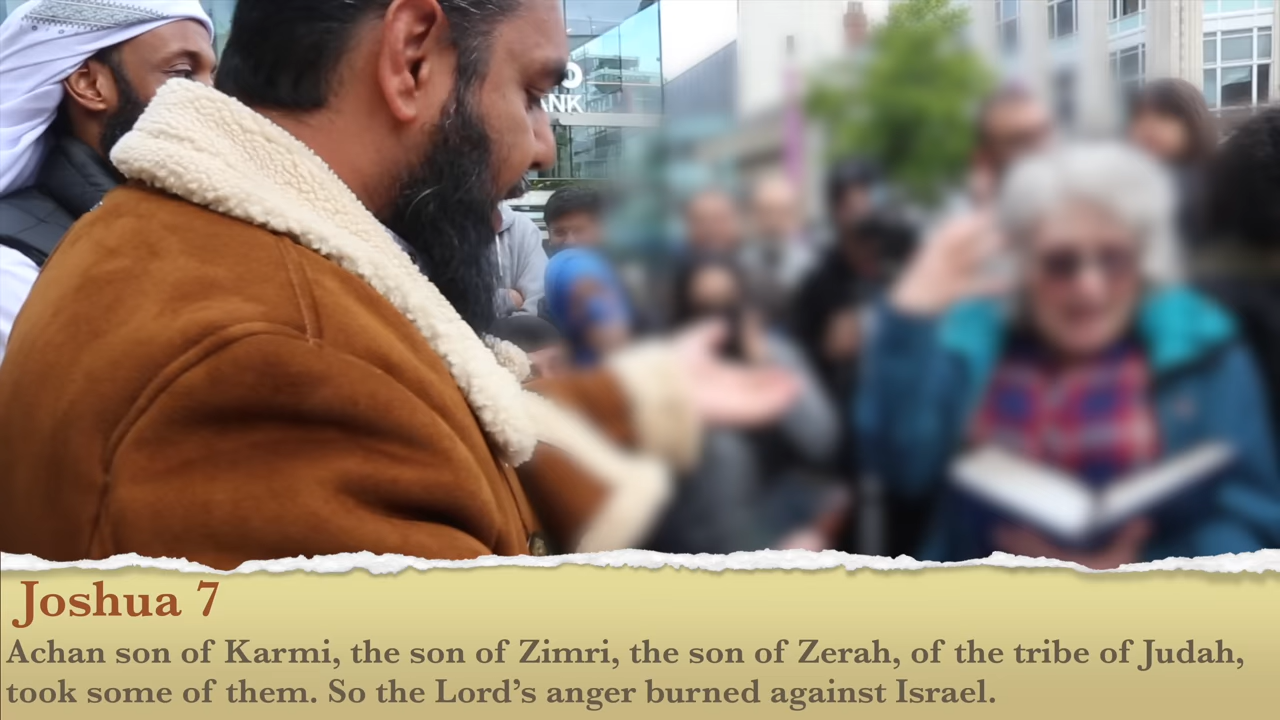 ANK
Joshua 7
Achan son of Karmi, the son of Zimri, the son of Zerah, of the tribe of Judah,
took some of them. So the Lord’s anger burned against Israel.